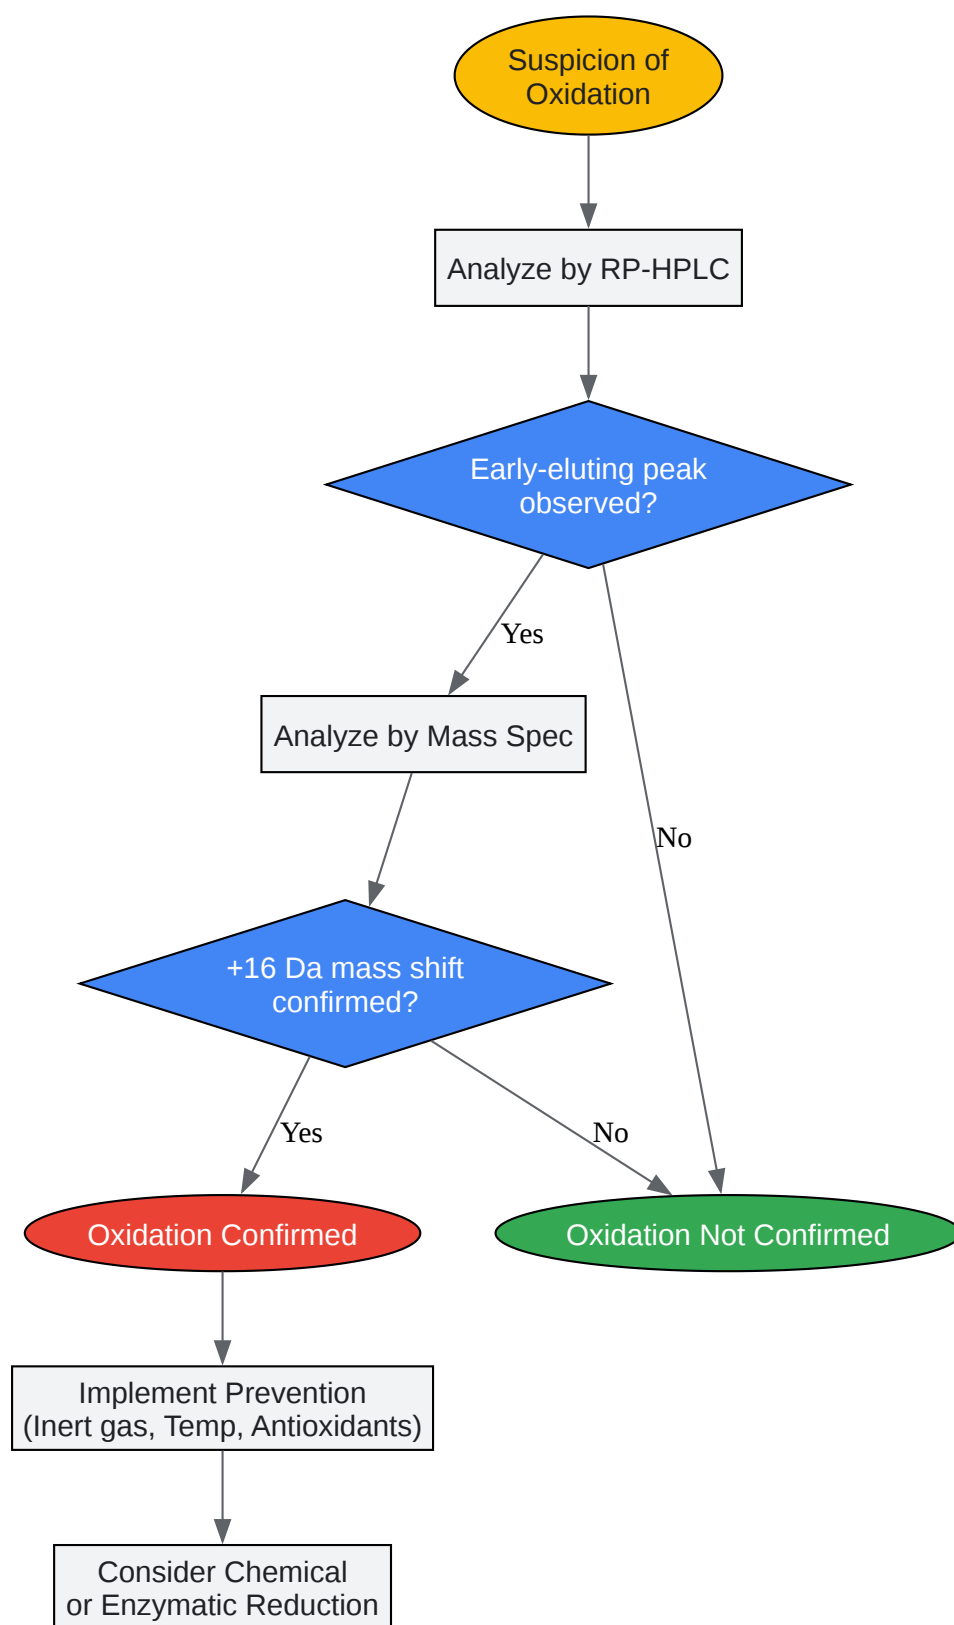 Suspicion of
Oxidation
Analyze by RP-HPLC
Early-eluting peak
observed?
Yes
Analyze by Mass Spec
No
+16 Da mass shift
confirmed?
Yes
No
Oxidation Confirmed
Oxidation Not Confirmed
Implement Prevention
(Inert gas, Temp, Antioxidants)
Consider Chemical
or Enzymatic Reduction